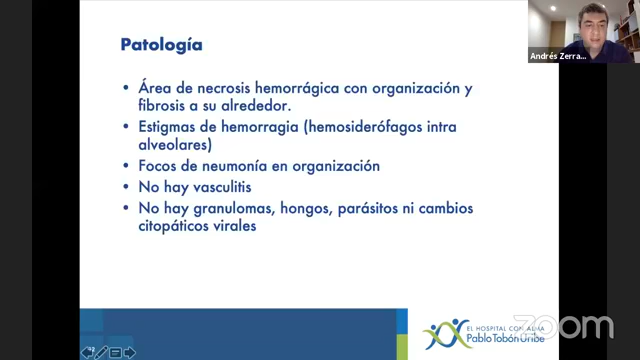 Patología
Andrés Zerra...
• Área de necrosis hemorrágica con organización y
fibrosis a su alrededor.
• Estigmas de hemorragia (hemosiderófagos intra
alveolares)
• Focos de neumonía en organización
• No hay vasculitis
• No hay granulomas, hongos, parásitos ni cambios
citopáticos virales
EL HOSPITAL CON ALMA
Pablo Tobón Uribe
zoom